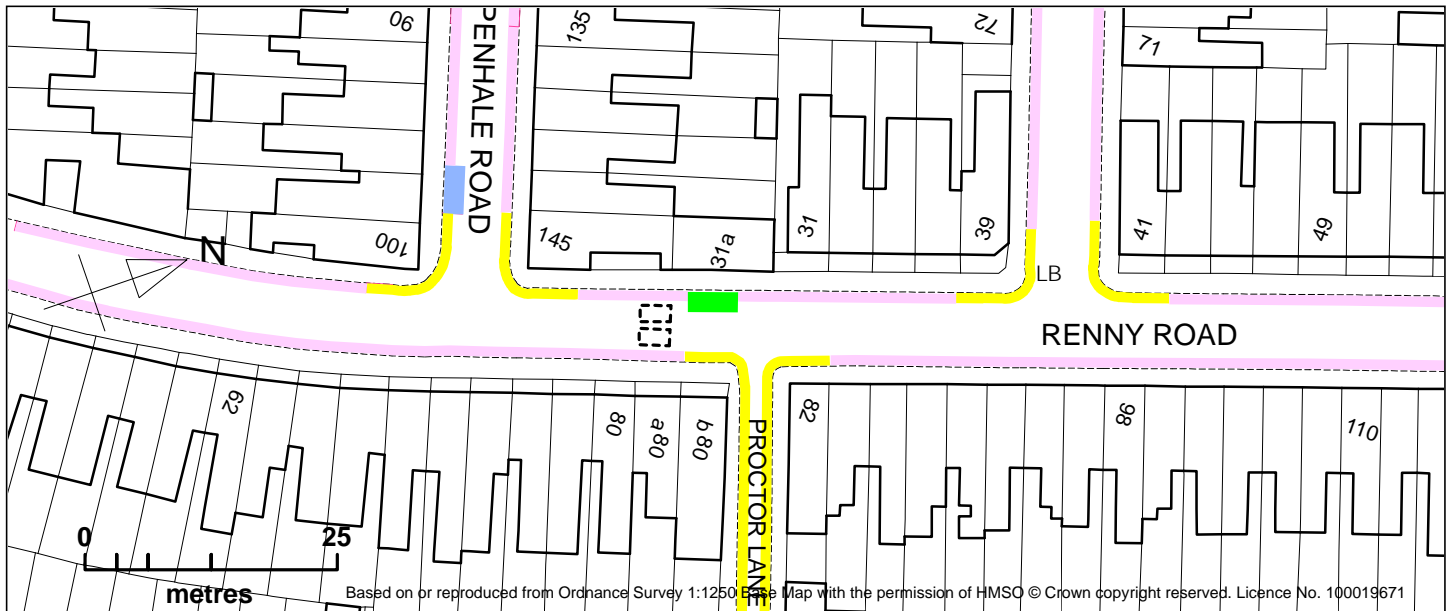 90
PENHALE ROAD
135
72
71
100
N
145
31a
31
39
LB
41
49
RENNY ROAD
62
80
a80
b80
PROCTOR LANE
82
98
110
0 25
metres
Based on or reproduced from Ordnance Survey 1:1250 Base Map with the permission of HMSO © Crown copyright reserved. Licence No. 100019671